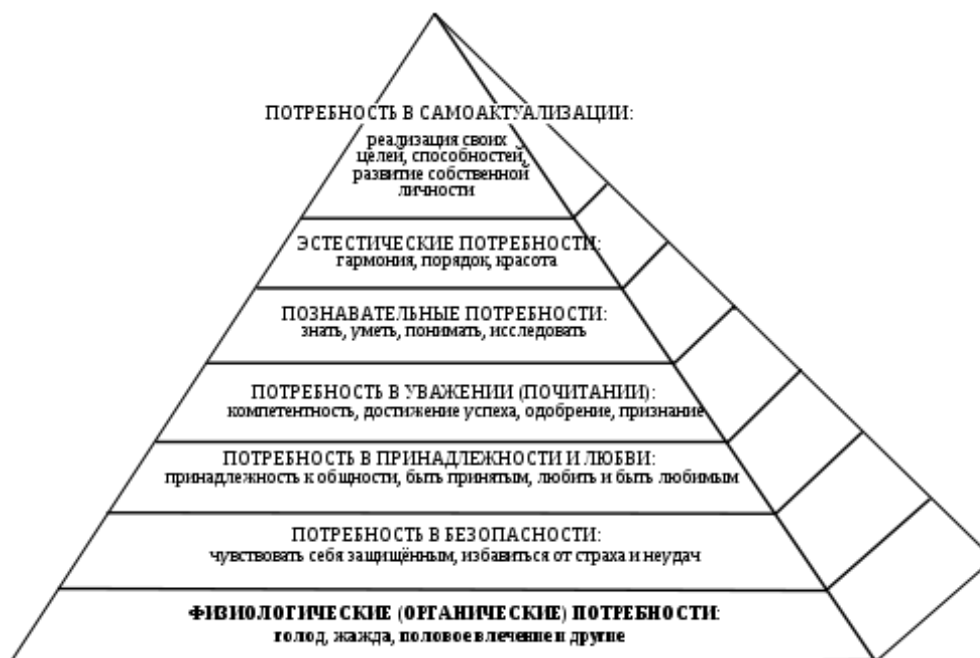 ПОТРЕБНОСТЬ В САМОАКТУАЛИЗАЦИИ:
реализация своих
целей, способностей,
развитие собственной
личности
ЭСТЕСТИЧЕСКИЕ ПОТРЕБНОСТИ:
гармония, порядок, красота
ПОЗНАВАТЕЛЬНЫЕ ПОТРЕБНОСТИ:
знать, уметь, понимать, исследовать
ПОТРЕБНОСТЬ В УВАЖЕНИИ (ПОЧИТАНИИ):
компетентность, достижение успеха, одобрение, признание
ПОТРЕБНОСТЬ В ПРИНАДЛЕЖНОСТИ И ЛЮБВИ:
принадлежность к общности, быть принятым, любить и быть любимым
ПОТРЕБНОСТЬ В БЕЗОПАСНОСТИ:
чувствовать себя защищённым, избавиться от страха и неудач
ФИЗИОЛОГИЧЕСКИЕ (ОРГАНИЧЕСКИЕ) ПОТРЕБНОСТИ:
голод, жажда, половое влечение и другие